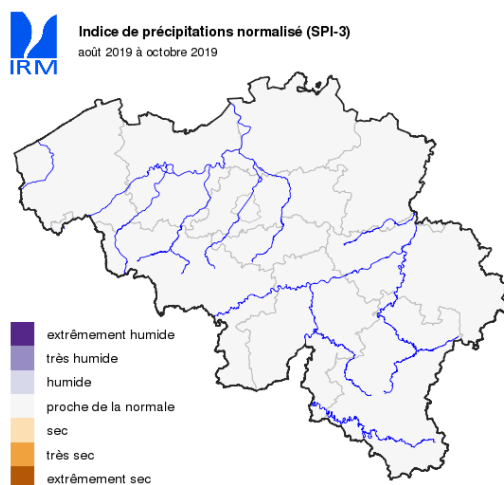 Indice de précipitations normalisé (SPI-3)
août 2019 à octobre 2019
IRM
extrêmement humide
très humide
humide
proche de la normale
sec
très sec
extrêmement sec